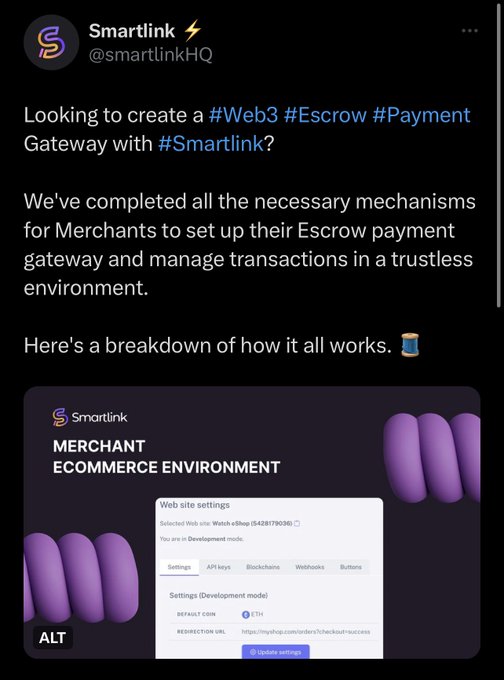 Smartlink ⚡
@smartlinkHQ
Looking to create a #Web3 #Escrow #Payment
Gateway with #Smartlink?
We've completed all the necessary mechanisms
for Merchants to set up their Escrow payment
gateway and manage transactions in a trustless
environment.
Here's a breakdown of how it all works. 🧵
Smartlink
MERCHANT
ECOMMERCE ENVIRONMENT
Web site settings
Selected Web site: Watch eShop (5428179036)
You are in Development mode.
Settings API keys Blockchains Webhooks Buttons
Settings (Development mode)
DEFAULT COIN ETH
REDIRECTION URL https://myshop.com/orders?checkout=success
Update settings
ALT